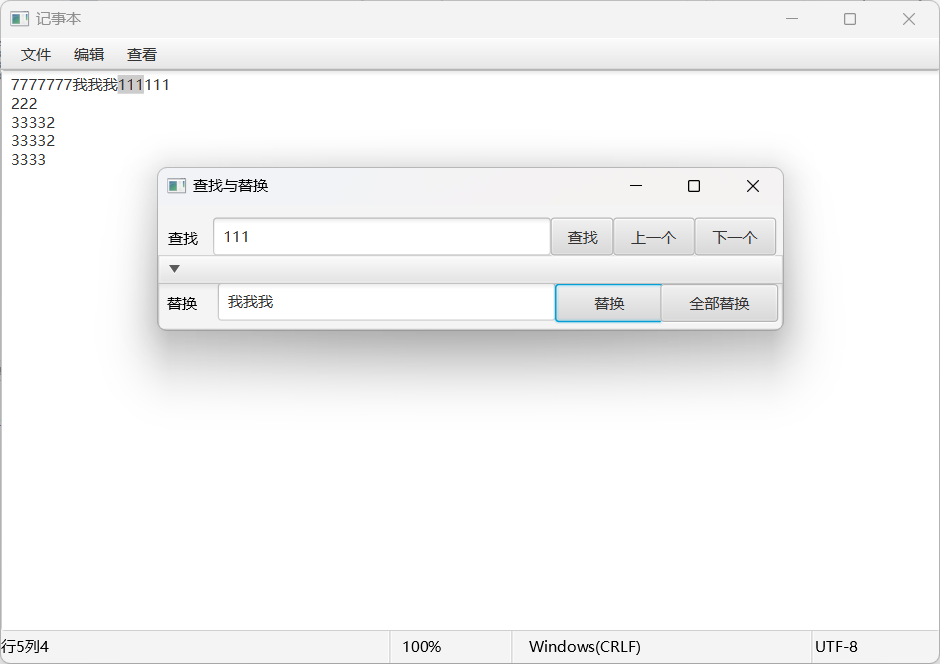 记事本
文件 编辑 查看
7777777我我我111111
222
33332
33332
3333
查找与替换
查找 111 查找 上一个 下一个
替换 我我我 替换 全部替换
行5列4 100% Windows(CRLF) UTF-8